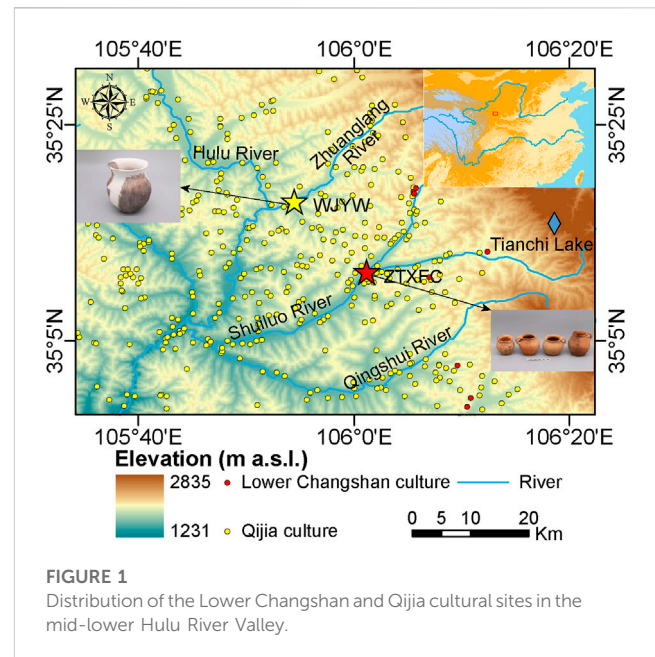 105°40'E 106°0'E 106°20'E
35°25'N
35°25'N
N
W E
S
Zhuanglang
River
Hulu River
WJYW
Tianchi Lake
ZTXFC
Shuiluo River
Qingshui River
35°5'N
35°5'N
105°40'E 106°0'E 106°20'E
Elevation (m a.s.l.)
2835 Lower Changshan culture River
1231 Qijia culture
0 5 10 20
Km
FIGURE 1
Distribution of the Lower Changshan and Qijia cultural sites in the
mid-lower Hulu River Valley.